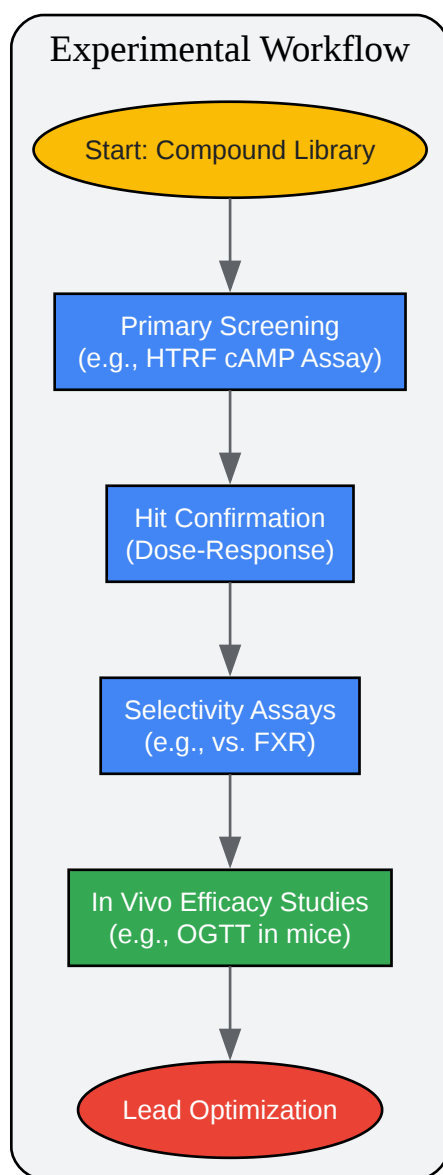 Experimental Workflow
Start: Compound Library
Primary Screening
(e.g., HTRF cAMP Assay)
Hit Confirmation
(Dose-Response)
Selectivity Assays
(e.g., vs. FXR)
In Vivo Efficacy Studies
(e.g., OGTT in mice)
Lead Optimization